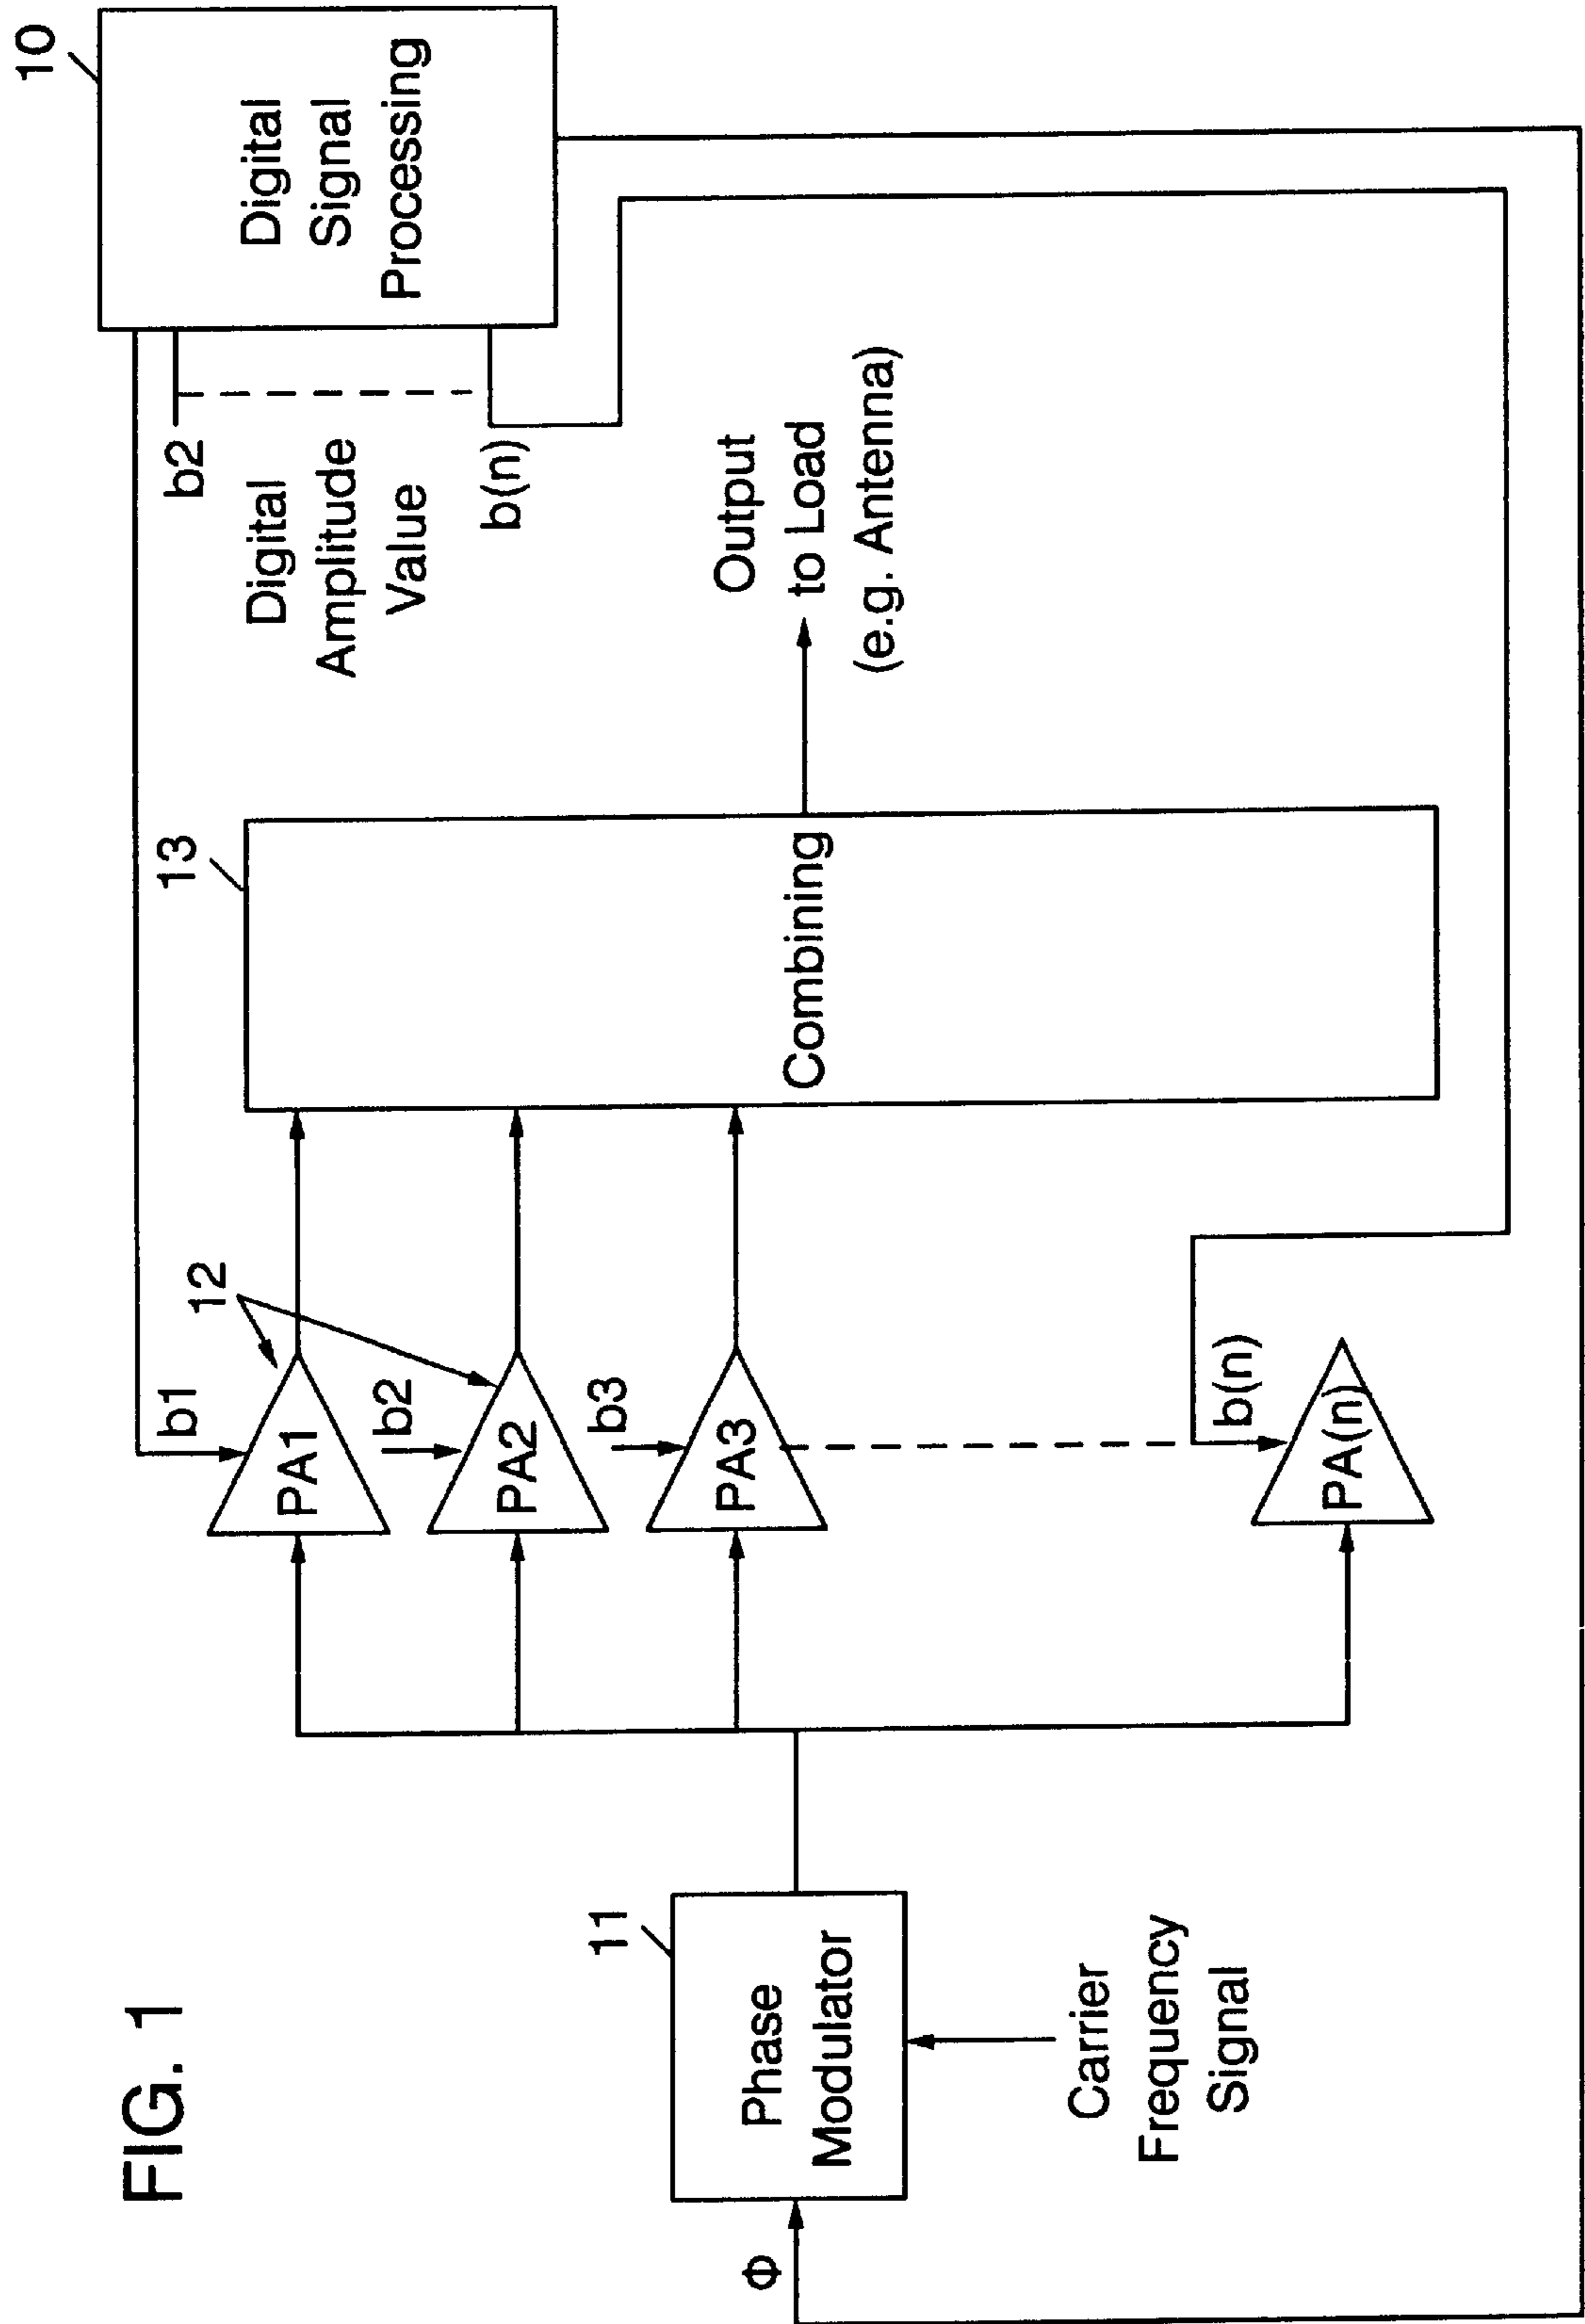 FIG. 1
10
Digital
Signal
Processing
b2
Digital
Amplitude
Value
b(n)
Output
to Load
(e.g. Antenna)
13
Combining
12
b1
PA1
b2
PA2
b3
PA3
b(n)
PA(n)
11
Phase
Modulator
Carrier
Frequency
Signal
Φ